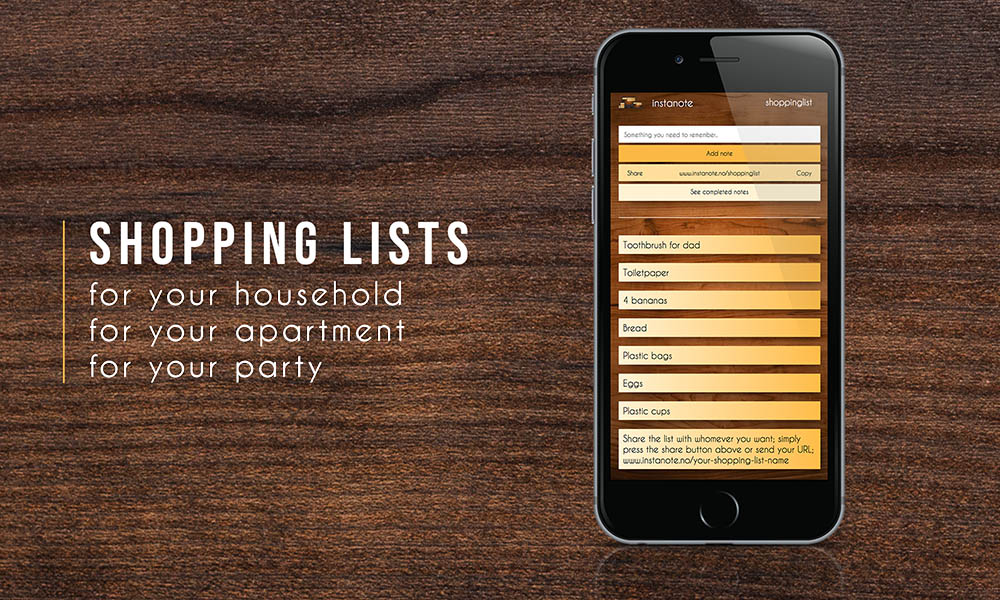 SHOPPING LISTS
for your household
for your apartment
for your party
instanote
shoppinglist
Something you need to remember..
Add note
Share www.instanote.no/shoppinglist Copy
See completed notes
Toothbrush for dad
Toiletpaper
4 bananas
Bread
Plastic bags
Eggs
Plastic cups
Share the list with whomever you want; simply
press the share button above or send your URL;
www.instanote.no/your-shopping-list-name